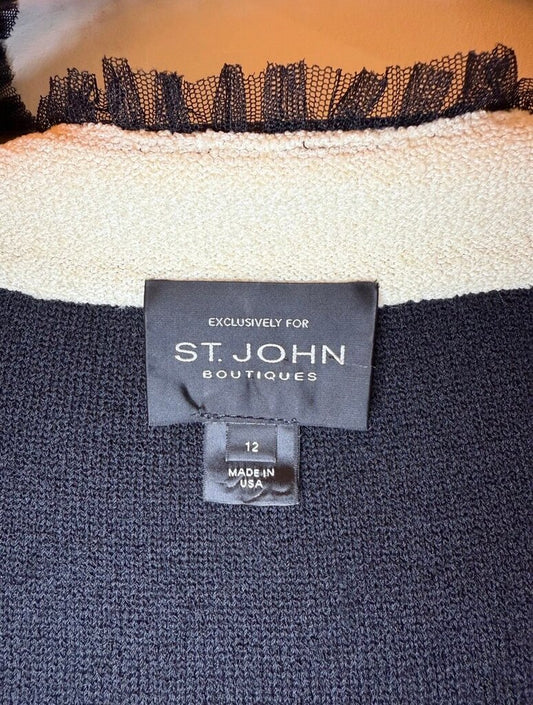 EXCLUSIVELY FOR
ST. JOHN
BOUTIQUES
12
MADE IN
USA